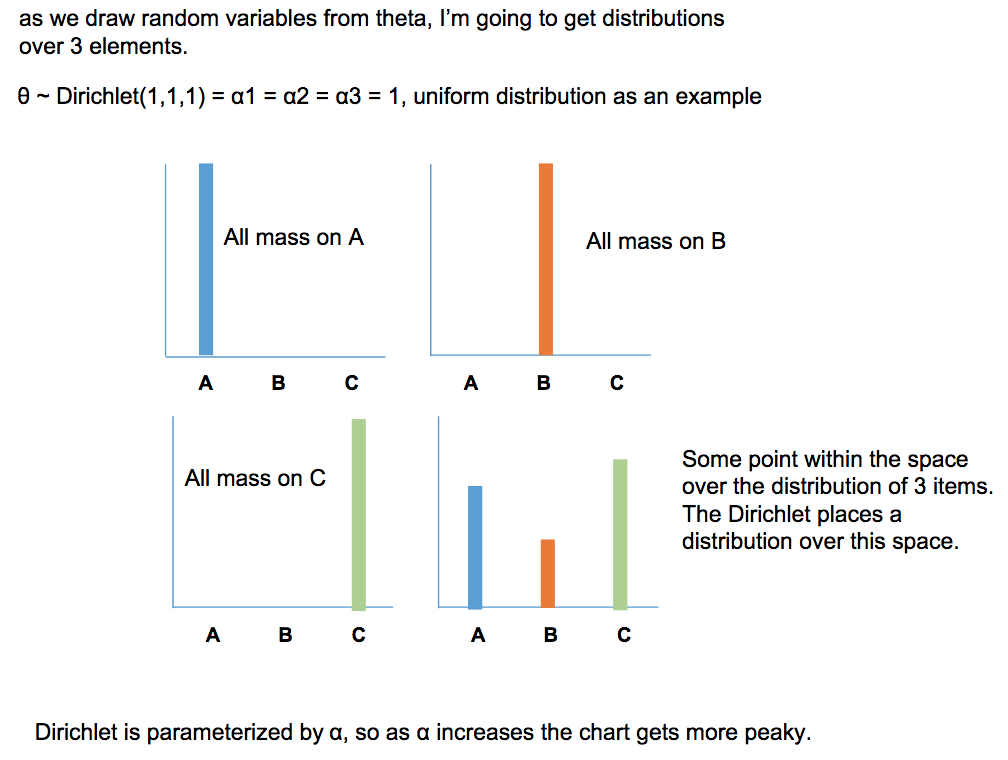 as we draw random variables from theta, I’m going to get distributions
over 3 elements.
θ ~ Dirichlet(1,1,1) = α1 = α2 = α3 = 1, uniform distribution as an example
All mass on A
All mass on B
A B C
A B C
All mass on C
Some point within the space
over the distribution of 3 items.
The Dirichlet places a
distribution over this space.
A B C
A B C
Dirichlet is parameterized by α, so as α increases the chart gets more peaky.